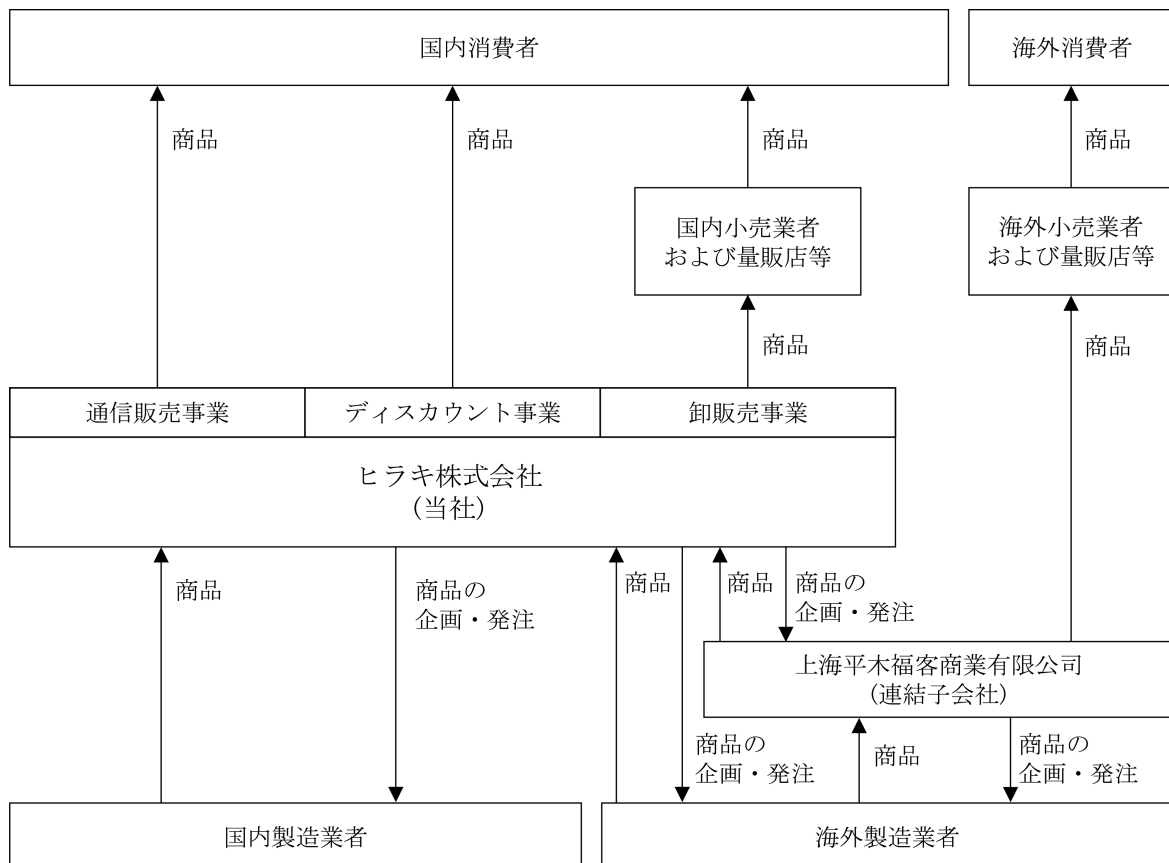 国内消費者
海外消費者
商品
商品
商品
商品
国内小売業者
および量販店等
海外小売業者
および量販店等
商品
商品
通信販売事業
ディスカウント事業
卸販売事業
ヒラキ株式会社
(当社)
商品
商品の
企画・発注
商品
商品
商品の
企画・発注
上海平木福客商業有限公司
(連結子会社)
商品の
企画・発注
商品
商品の
企画・発注
国内製造業者
海外製造業者